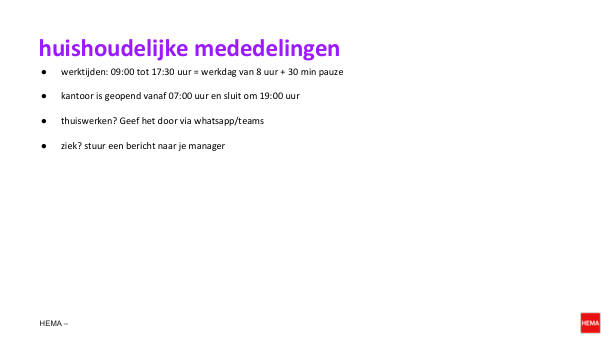 huishoudelijke mededelingen
● werktijden: 09:00 tot 17:30 uur = werkdag van 8 uur + 30 min pauze
● kantoor is geopend vanaf 07:00 uur en sluit om 19:00 uur
● thuiswerken? Geef het door via whatsapp/teams
● ziek? stuur een bericht naar je manager
HEMA –
HEMA